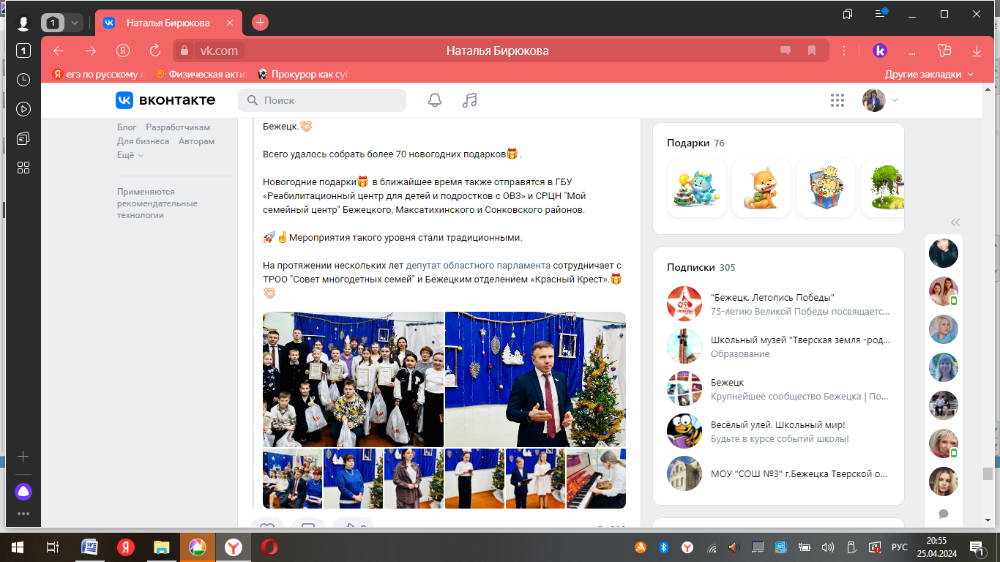 1
Наталья Бирюкова
1
vk.com
Наталья Бирюкова
егэ по русскому я
Физическая акти
Прокурор как суб
Другие закладки
вконтакте
Поиск
Блог Разработчикам
Для бизнеса Авторам
Ещё
Применяются
рекомендательные
технологии
Бежецк.
Всего удалось собрать более 70 новогодних подарков.
Новогодние подарки в ближайшее время также отправятся в ГБУ
«Реабилитационный центр для детей и подростков с ОВЗ» и СРЦН "Мой
семейный центр" Бежецкого, Максатихинского и Сонковского районов.
Мероприятия такого уровня стали традиционными.
На протяжении нескольких лет депутат областного парламента сотрудничает с
ТРОО "Совет многодетных семей" и Бежецким отделением «Красный Крест».
Подарки 76
Подписки 305
"Бежецк. Летопись Победы"
75-летию Великой Победы посвящаетс...
Школьный музей "Тверская земля -род...
Образование
Бежецк
Крупнейшее сообщество Бежецка | По...
Весёлый улей. Школьный мир!
Будьте в курсе событий школы!
МОУ "СОШ №3" г.Бежецка Тверской о...
РУС
20:55
25.04.2024
1